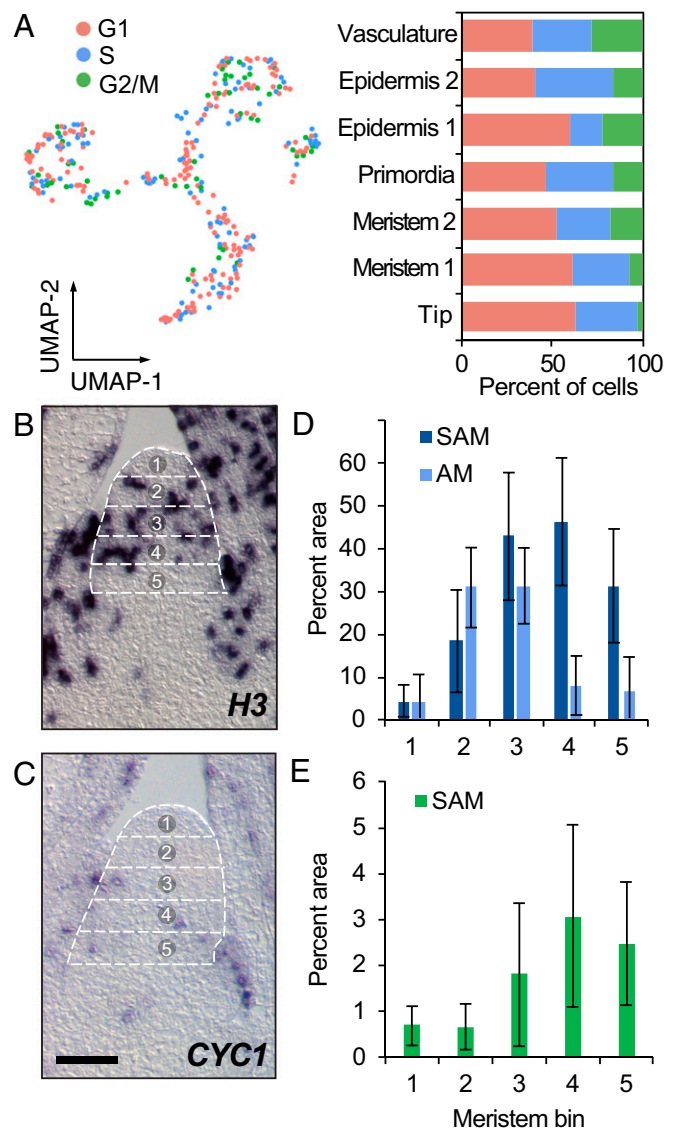 A
G1
S
G2/M
UMAP-2
UMAP-1
Vasculature
Epidermis 2
Epidermis 1
Primordia
Meristem 2
Meristem 1
Tip
0 50 100
Percent of cells
B
1
2
3
4
5
H3
D
SAM
AM
Percent area
60
50
40
30
20
10
0
1 2 3 4 5
C
1
2
3
4
5
CYC1
E
SAM
Percent area
6
5
4
3
2
1
0
1 2 3 4 5
Meristem bin